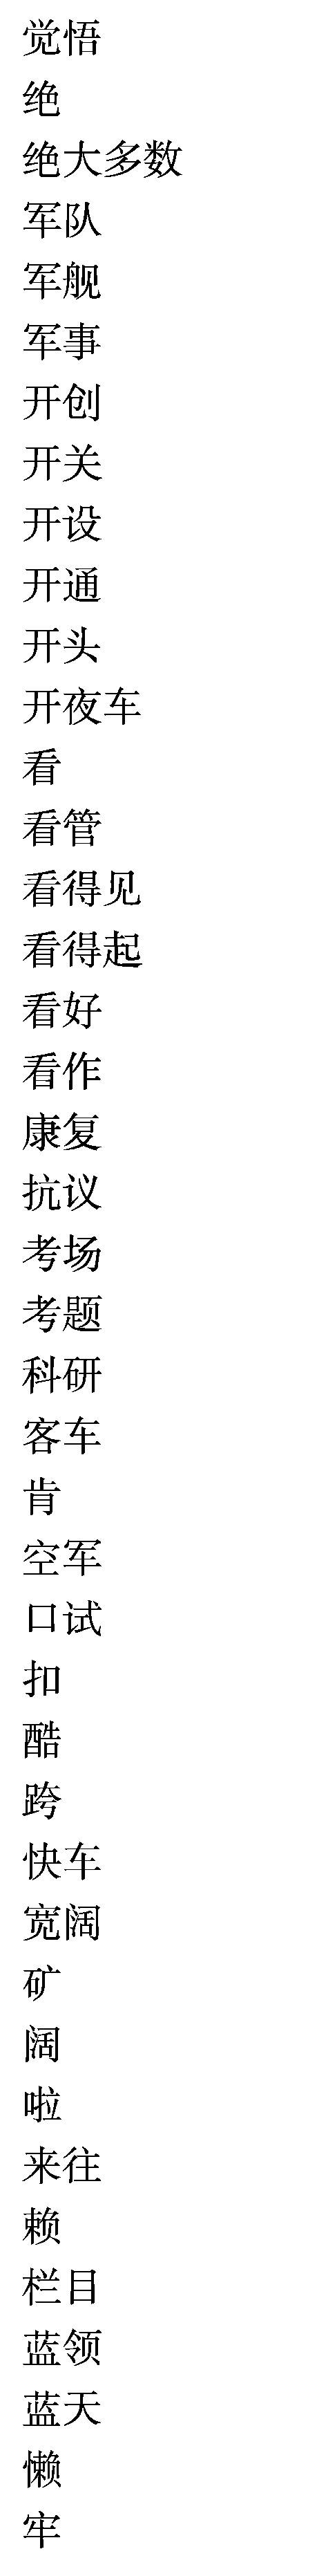 觉悟
绝
绝大多数
军队
军舰
军事
开创
开关
开设
开通
开头
开夜车
看
看管
看得见
看得起
看好
看作
康复
抗议
考场
考题
科研
客车
肯
空军
口试
扣
酷
跨
快车
宽阔
矿
阔
啦
来往
赖
栏目
蓝领
蓝天
懒
牢